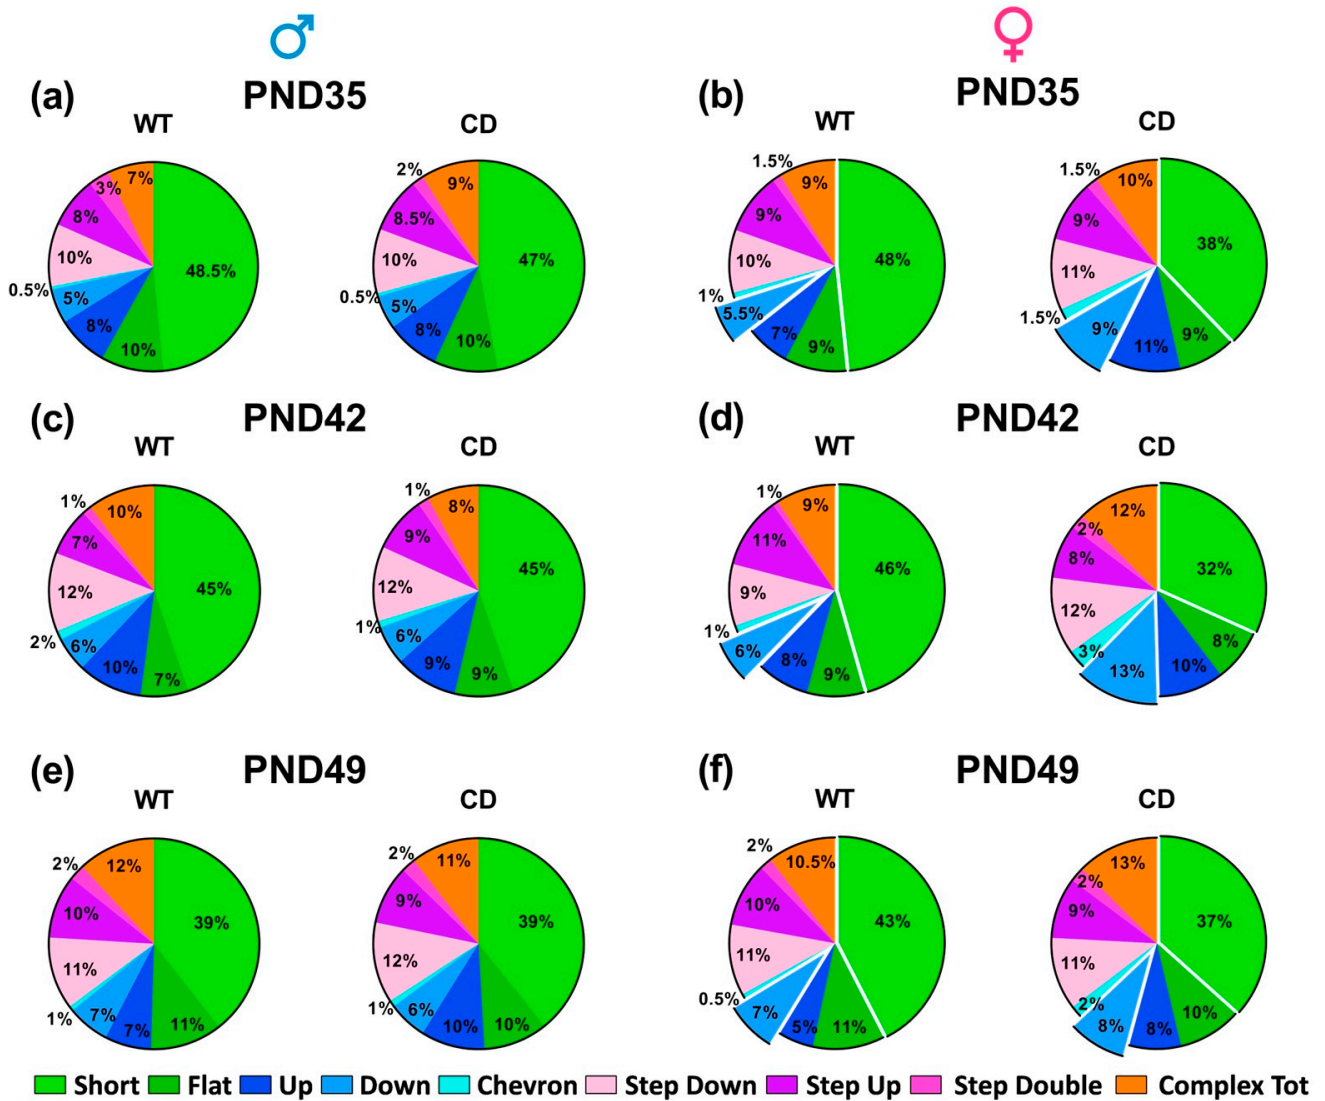 (a) PND35
WT CD
7% 3% 8% 10% 0.5% 5% 8% 10% 48.5%
2% 9% 8.5% 10% 0.5% 5% 8% 10% 47%
(b) PND35
WT CD
1.5% 9% 9% 10% 1% 5.5% 7% 9% 48%
1.5% 10% 9% 11% 1.5% 9% 11% 9% 38%
(c) PND42
WT CD
1% 10% 7% 12% 2% 6% 10% 7% 45%
1% 8% 9% 12% 1% 6% 9% 9% 45%
(d) PND42
WT CD
1% 9% 11% 9% 1% 6% 8% 9% 46%
12% 2% 8% 12% 3% 13% 10% 8% 32%
(e) PND49
WT CD
2% 12% 10% 11% 1% 7% 7% 11% 39%
2% 11% 9% 12% 1% 6% 10% 10% 39%
(f) PND49
WT CD
2% 10.5% 10% 11% 0.5% 7% 5% 11% 43%
13% 2% 9% 11% 2% 8% 8% 10% 37%
Short Flat Up Down Chevron Step Down Step Up Step Double Complex Tot